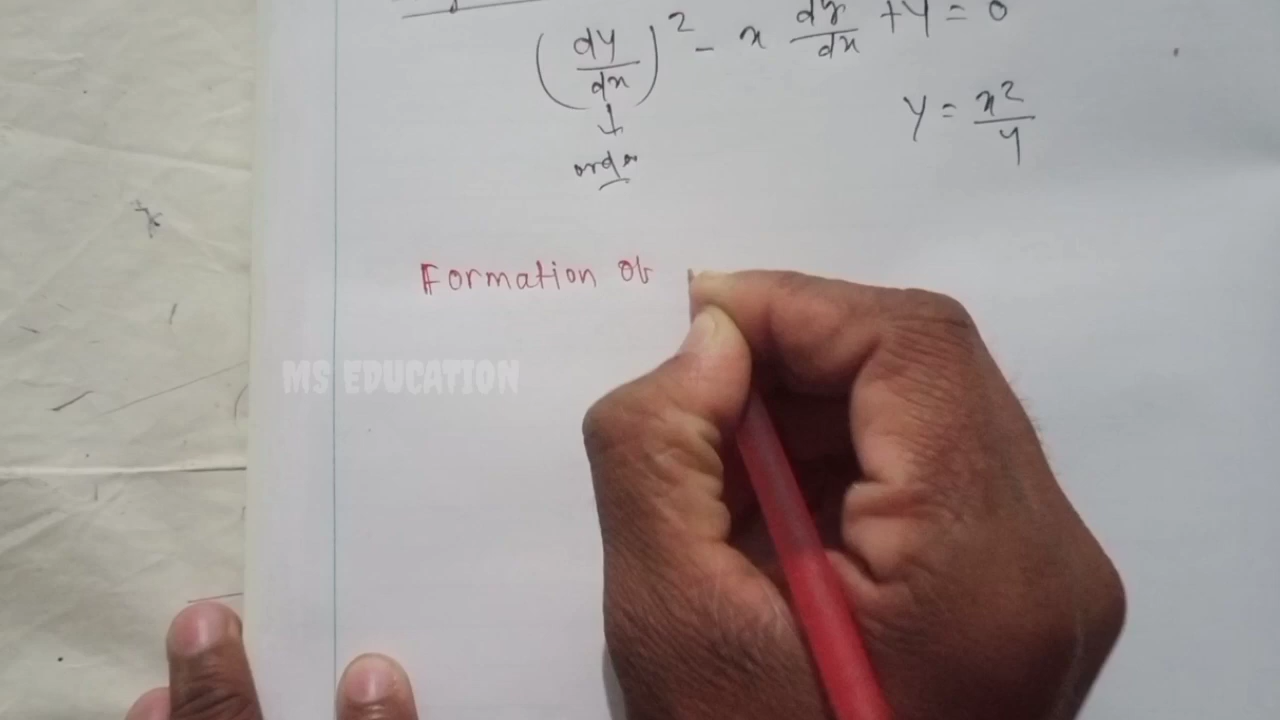 (dy/dx)² - x dy/dx + y = 0
y = x²/4
order
Formation Of
MS EDUCATION